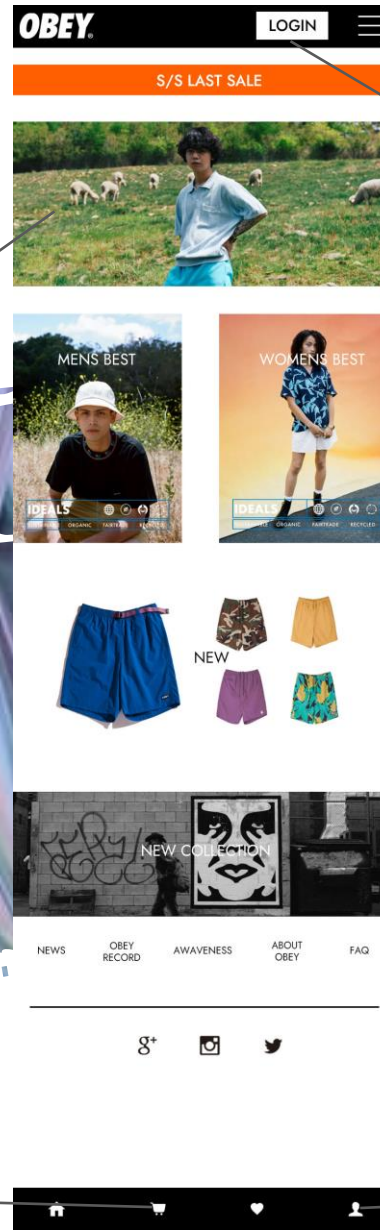 OBEY
LOGIN
S/S LAST SALE
MENS BEST
WOMENS BEST
IDEALS
ORGANIC FAIRTRADE RECYCLED
IDEALS
ORGANIC FAIRTRADE RECYCLED
NEW
NEW COLLECTION
NEWS
OBEY
RECORD
AWAVENESS
ABOUT
OBEY
FAQ
g+